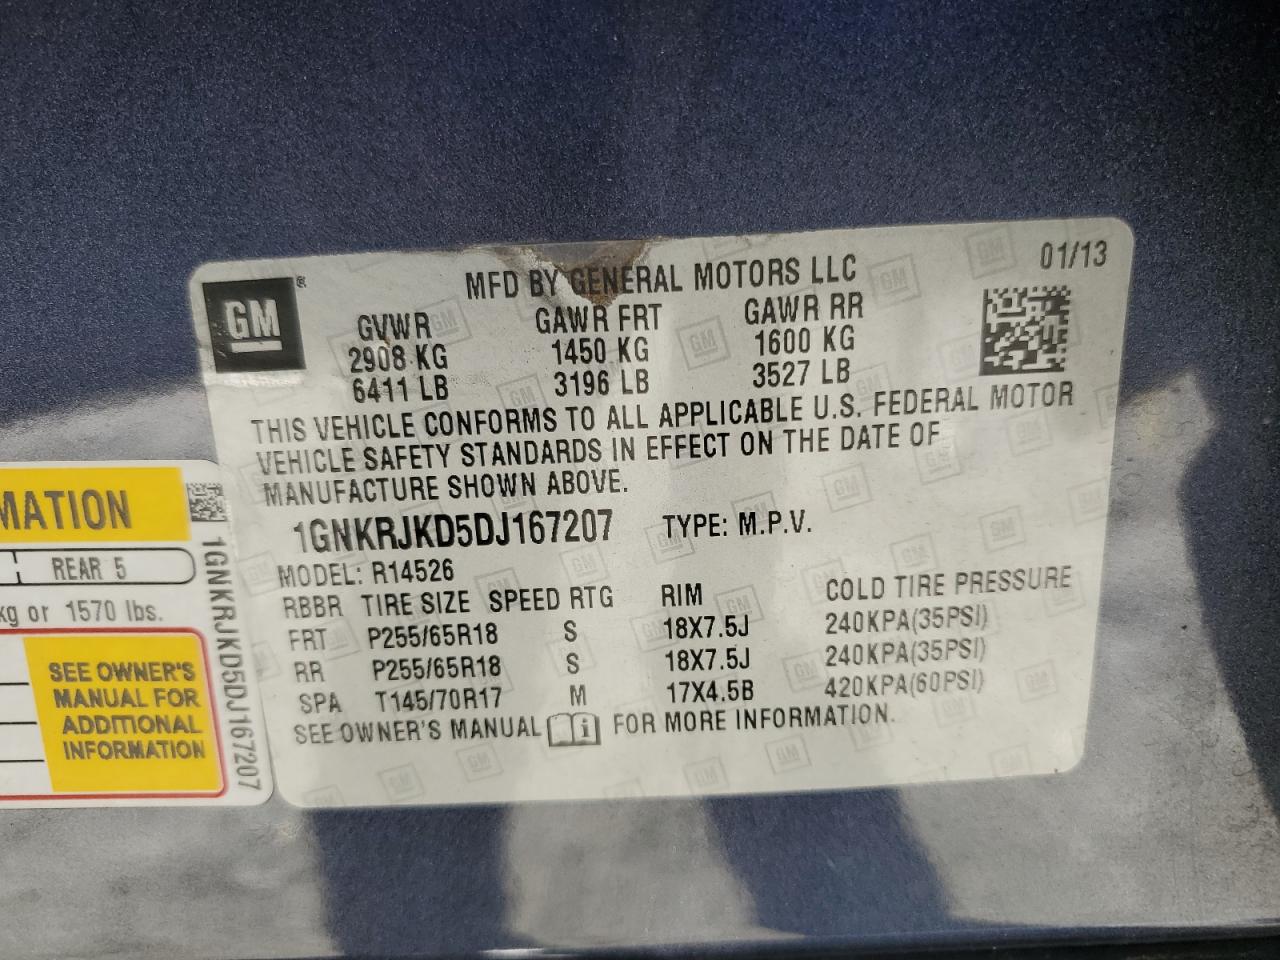 MFD BY GENERAL MOTORS LLC
01/13
GM ®
GVWR GAWR FRT GAWR RR
2908 KG 1450 KG 1600 KG
6411 LB 3196 LB 3527 LB
THIS VEHICLE CONFORMS TO ALL APPLICABLE U.S. FEDERAL MOTOR
VEHICLE SAFETY STANDARDS IN EFFECT ON THE DATE OF
MANUFACTURE SHOWN ABOVE.
1GNKRJKD5DJ167207 TYPE: M.P.V.
MODEL: R14526
RBBR TIRE SIZE SPEED RTG RIM COLD TIRE PRESSURE
FRT P255/65R18 S 18X7.5J 240KPA(35PSI)
RR P255/65R18 S 18X7.5J 240KPA(35PSI)
SPA T145/70R17 M 17X4.5B 420KPA(60PSI)
SEE OWNER'S MANUAL i FOR MORE INFORMATION.
MATION
REAR 5
kg or 1570 lbs.
SEE OWNER'S
MANUAL FOR
ADDITIONAL
INFORMATION
1GNKRJKD5DJ167207